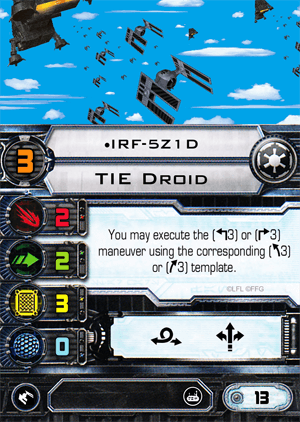 •IRF-5Z1D
3
TIE DROID
2
2
3
0
You may execute the (↰3) or (↱3)
maneuver using the corresponding (↖3)
or (↗3) template.
©LFL ©FFG
13